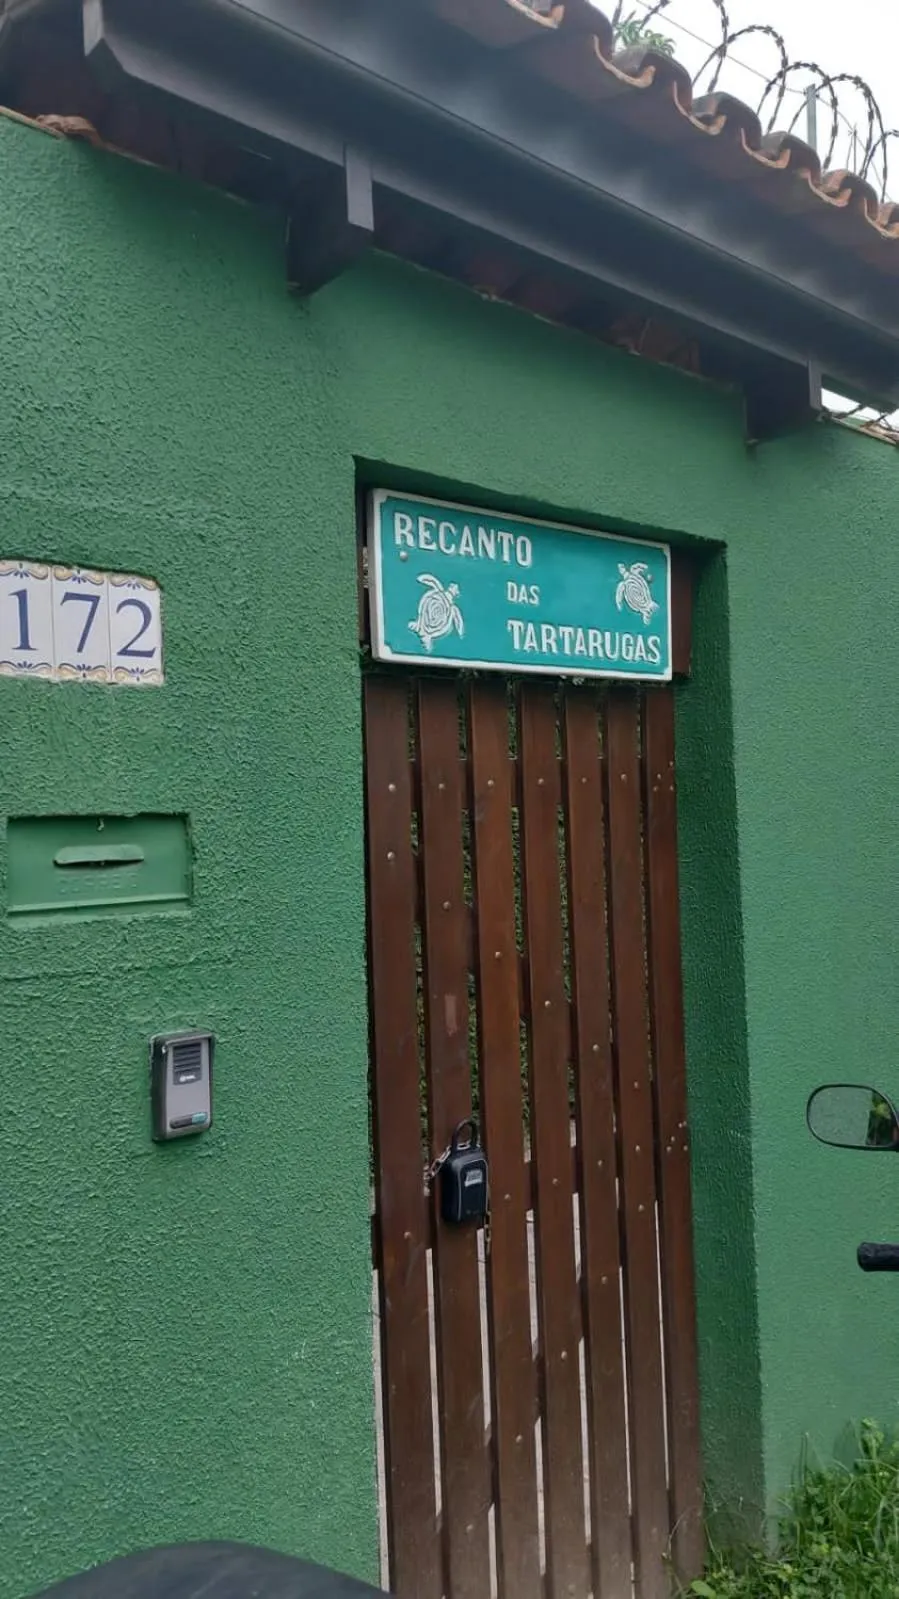 RECANTO
DAS
TARTARUGAS
172